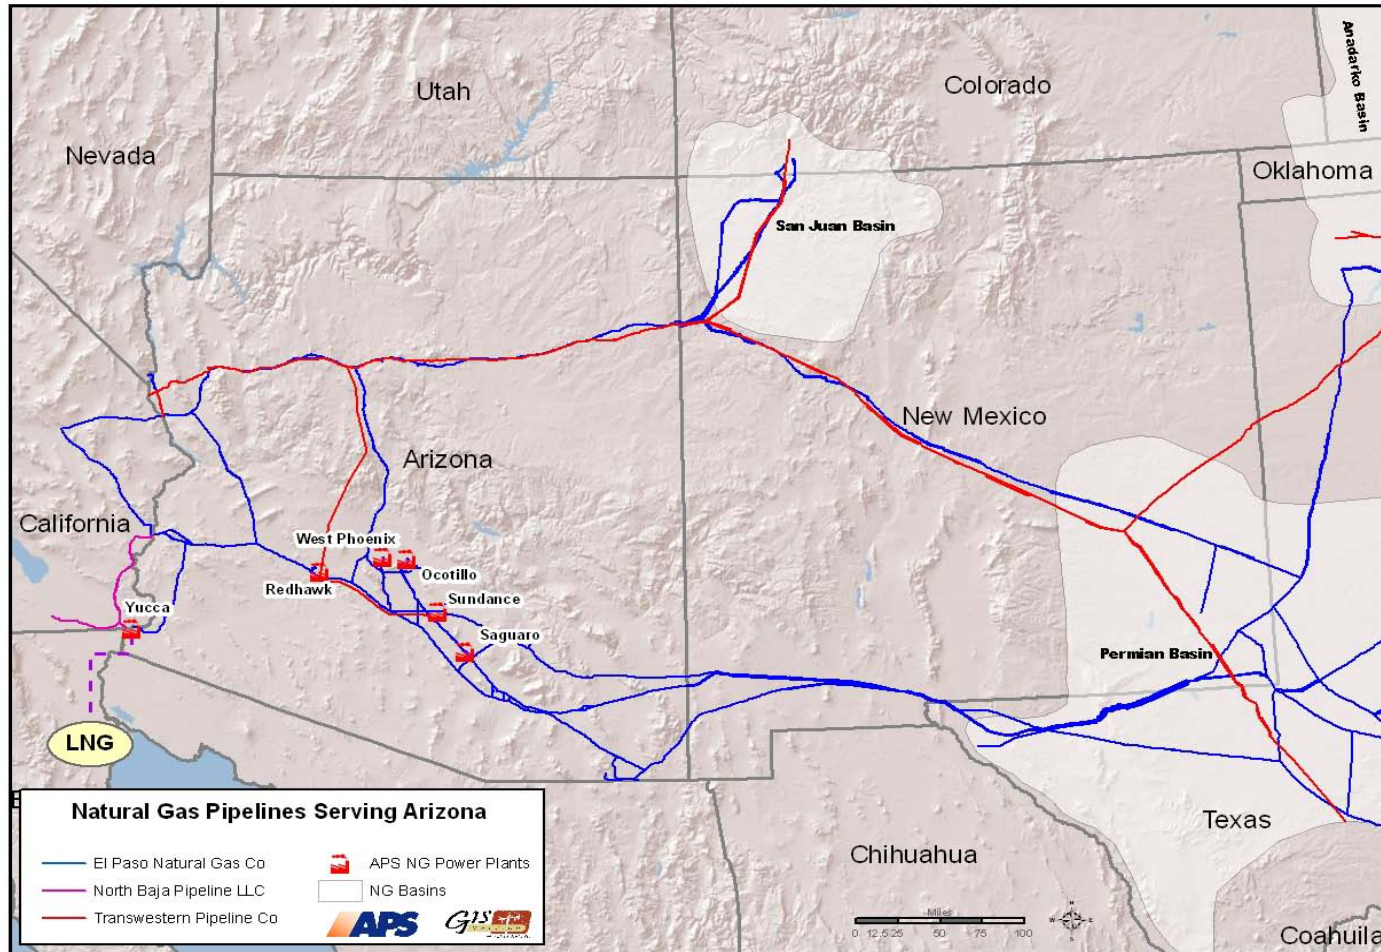 Utah
Colorado
Anadarko Basin
Nevada
Oklahoma
San Juan Basin
New Mexico
Arizona
California
West Phoenix
Ocotillo
Redhawk
Sundance
Yucca
Saguaro
Permian Basin
LNG
Texas
Chihuahua
Coahuila
Natural Gas Pipelines Serving Arizona
El Paso Natural Gas Co
APS NG Power Plants
North Baja Pipeline LLC
NG Basins
Transwestern Pipeline Co
APS
GIS
Miles
0 12.5 25 50 75 100
N
W E
S